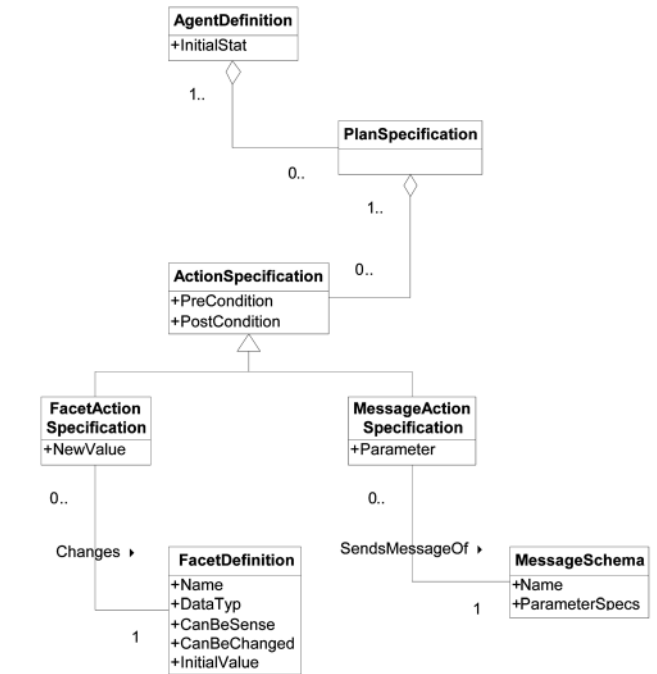 AgentDefinition
+InitialStat
1..
PlanSpecification
0..
1..
ActionSpecification
0..
+PreCondition
+PostCondition
FacetAction
Specification
+NewValue
MessageAction
Specification
+Parameter
0..
0..
Changes
SendsMessageOf
FacetDefinition
+Name
+DataTyp
+CanBeSense
+CanBeChanged
+InitialValue
MessageSchema
+Name
+ParameterSpecs
1
1